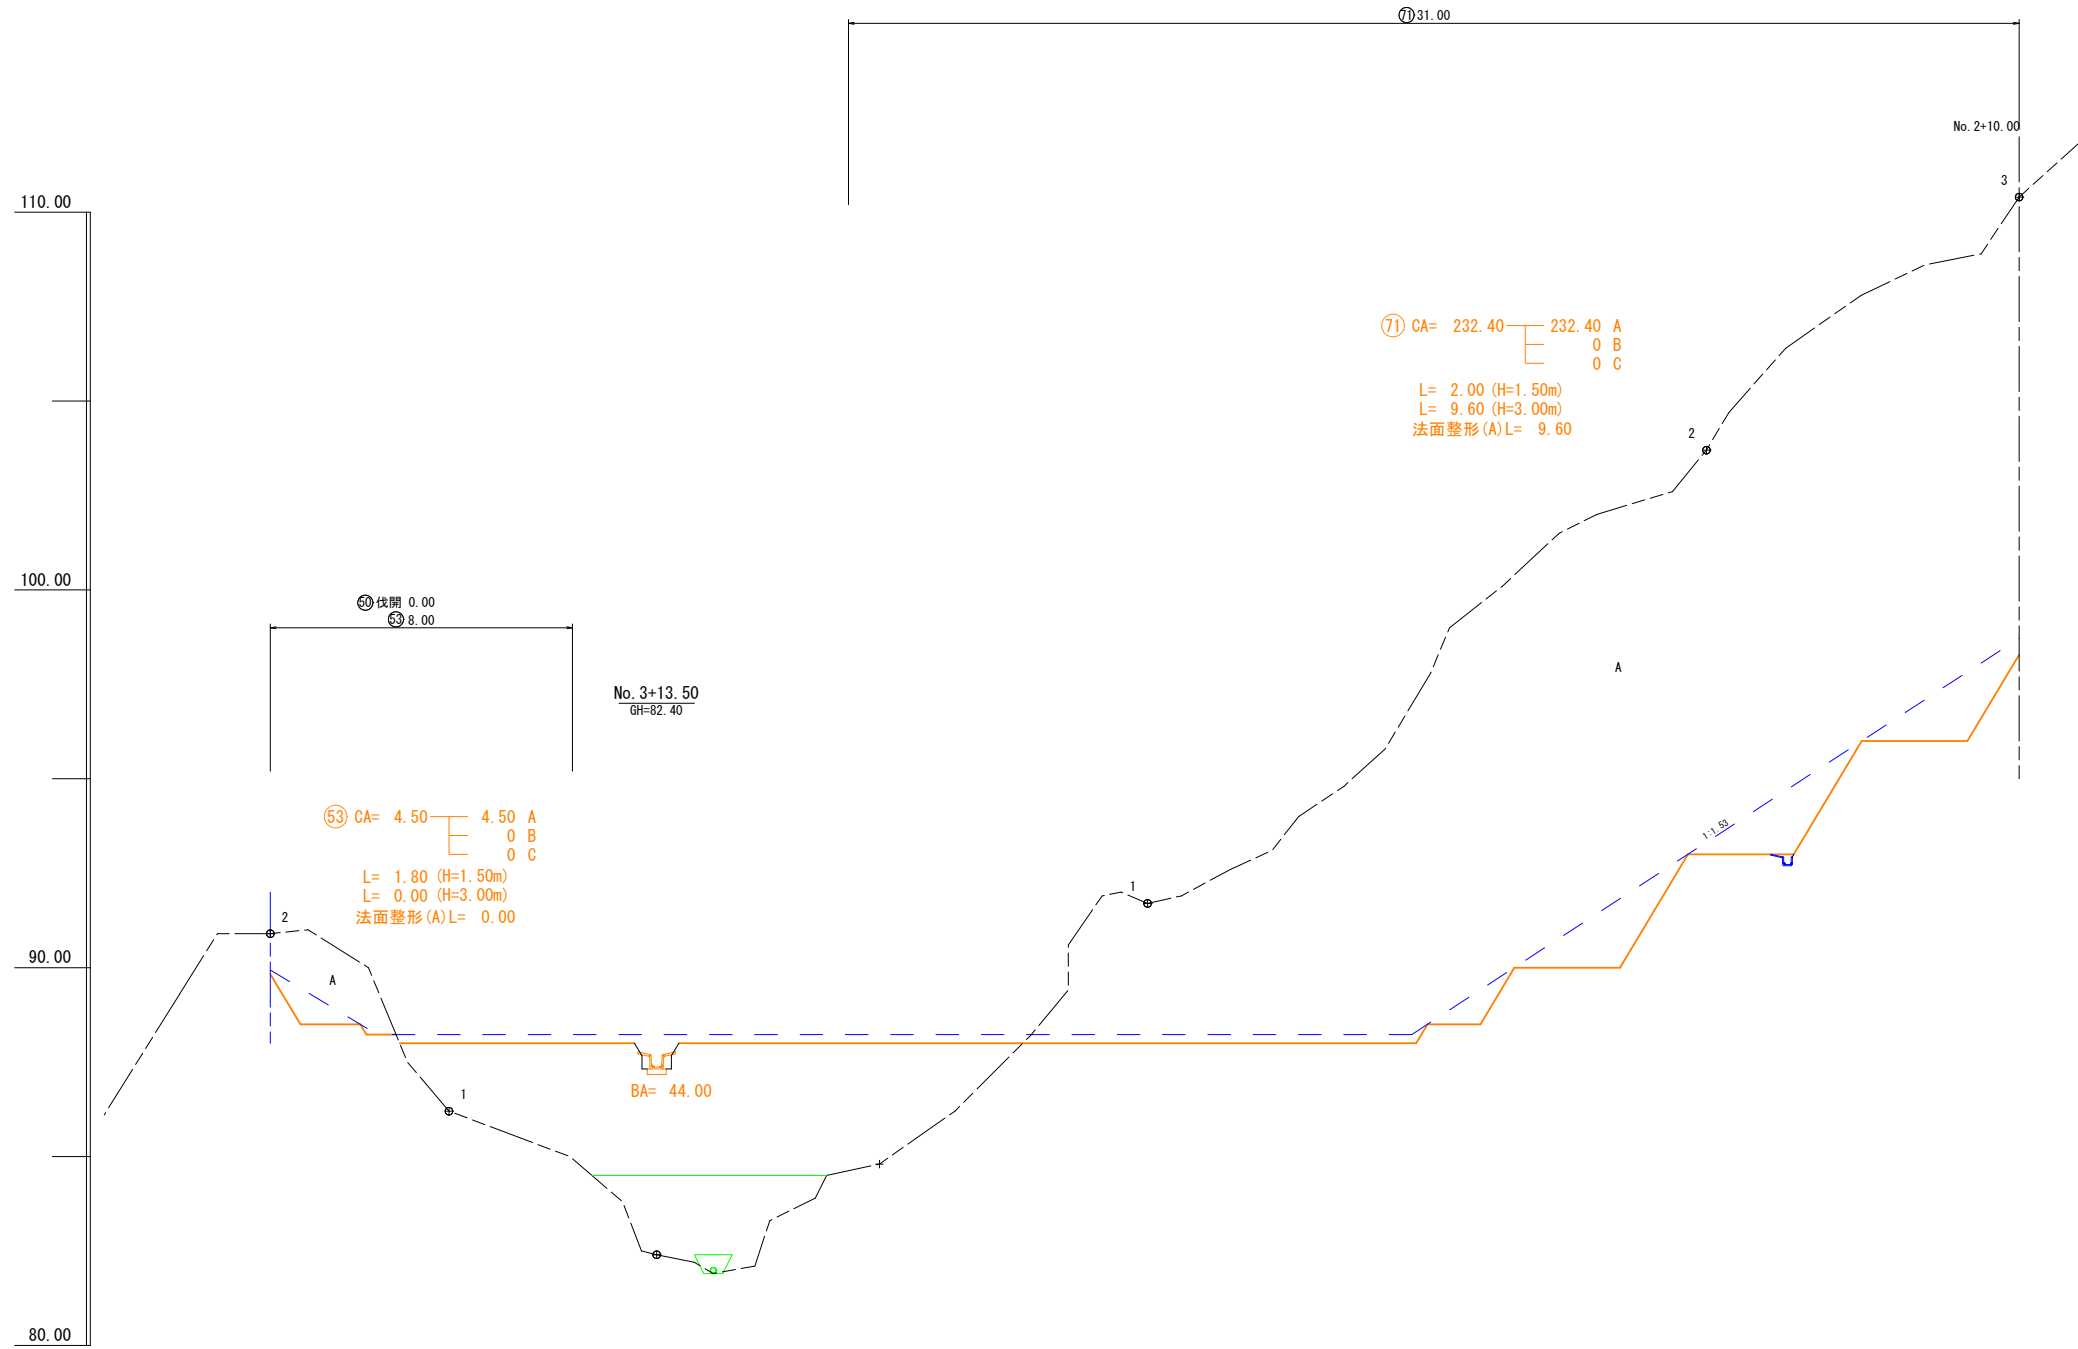 71 31.00
No.2+10.00
3
110.00
71 CA= 232.40 232.40 A
0 B
0 C
L= 2.00 (H=1.50m)
L= 9.60 (H=3.00m)
法面整形(A)L= 9.60
2
100.00
50 伐開 0.00
53 8.00
A
No.3+13.50
GH=82.40
53 CA= 4.50 4.50 A
0 B
0 C
L= 1.80 (H=1.50m)
L= 0.00 (H=3.00m)
法面整形(A)L= 0.00
1:1.53
1
2
90.00
A
BA= 44.00
1
80.00